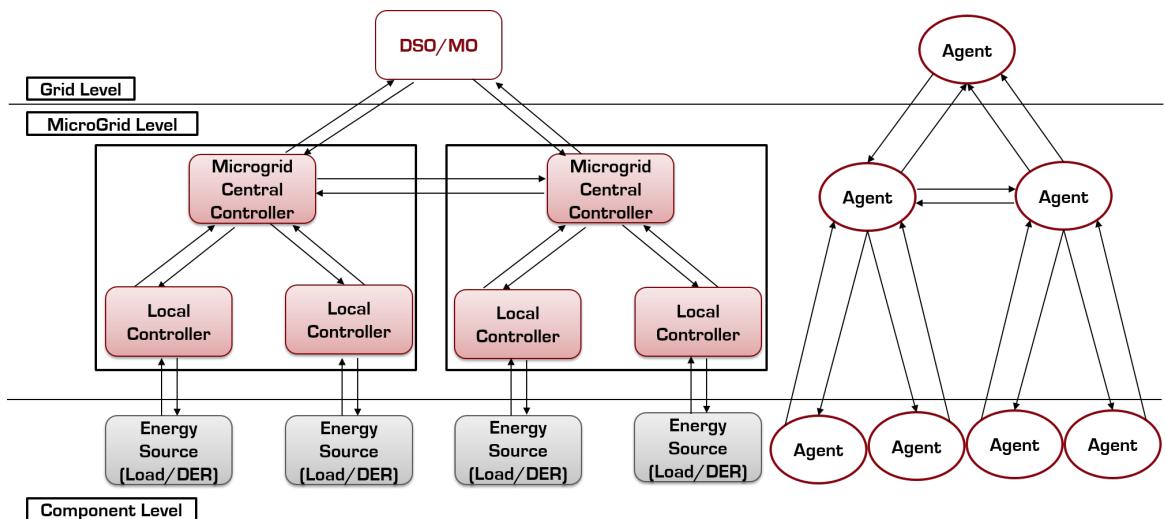 DSO/MO
Agent
Grid Level
MicroGrid Level
Microgrid
Central
Controller
Microgrid
Central
Controller
Agent
Agent
Local
Controller
Local
Controller
Local
Controller
Local
Controller
Energy
Source
(Load/DER)
Energy
Source
(Load/DER)
Energy
Source
(Load/DER)
Energy
Source
(Load/DER)
Agent
Agent
Agent
Agent
Component Level